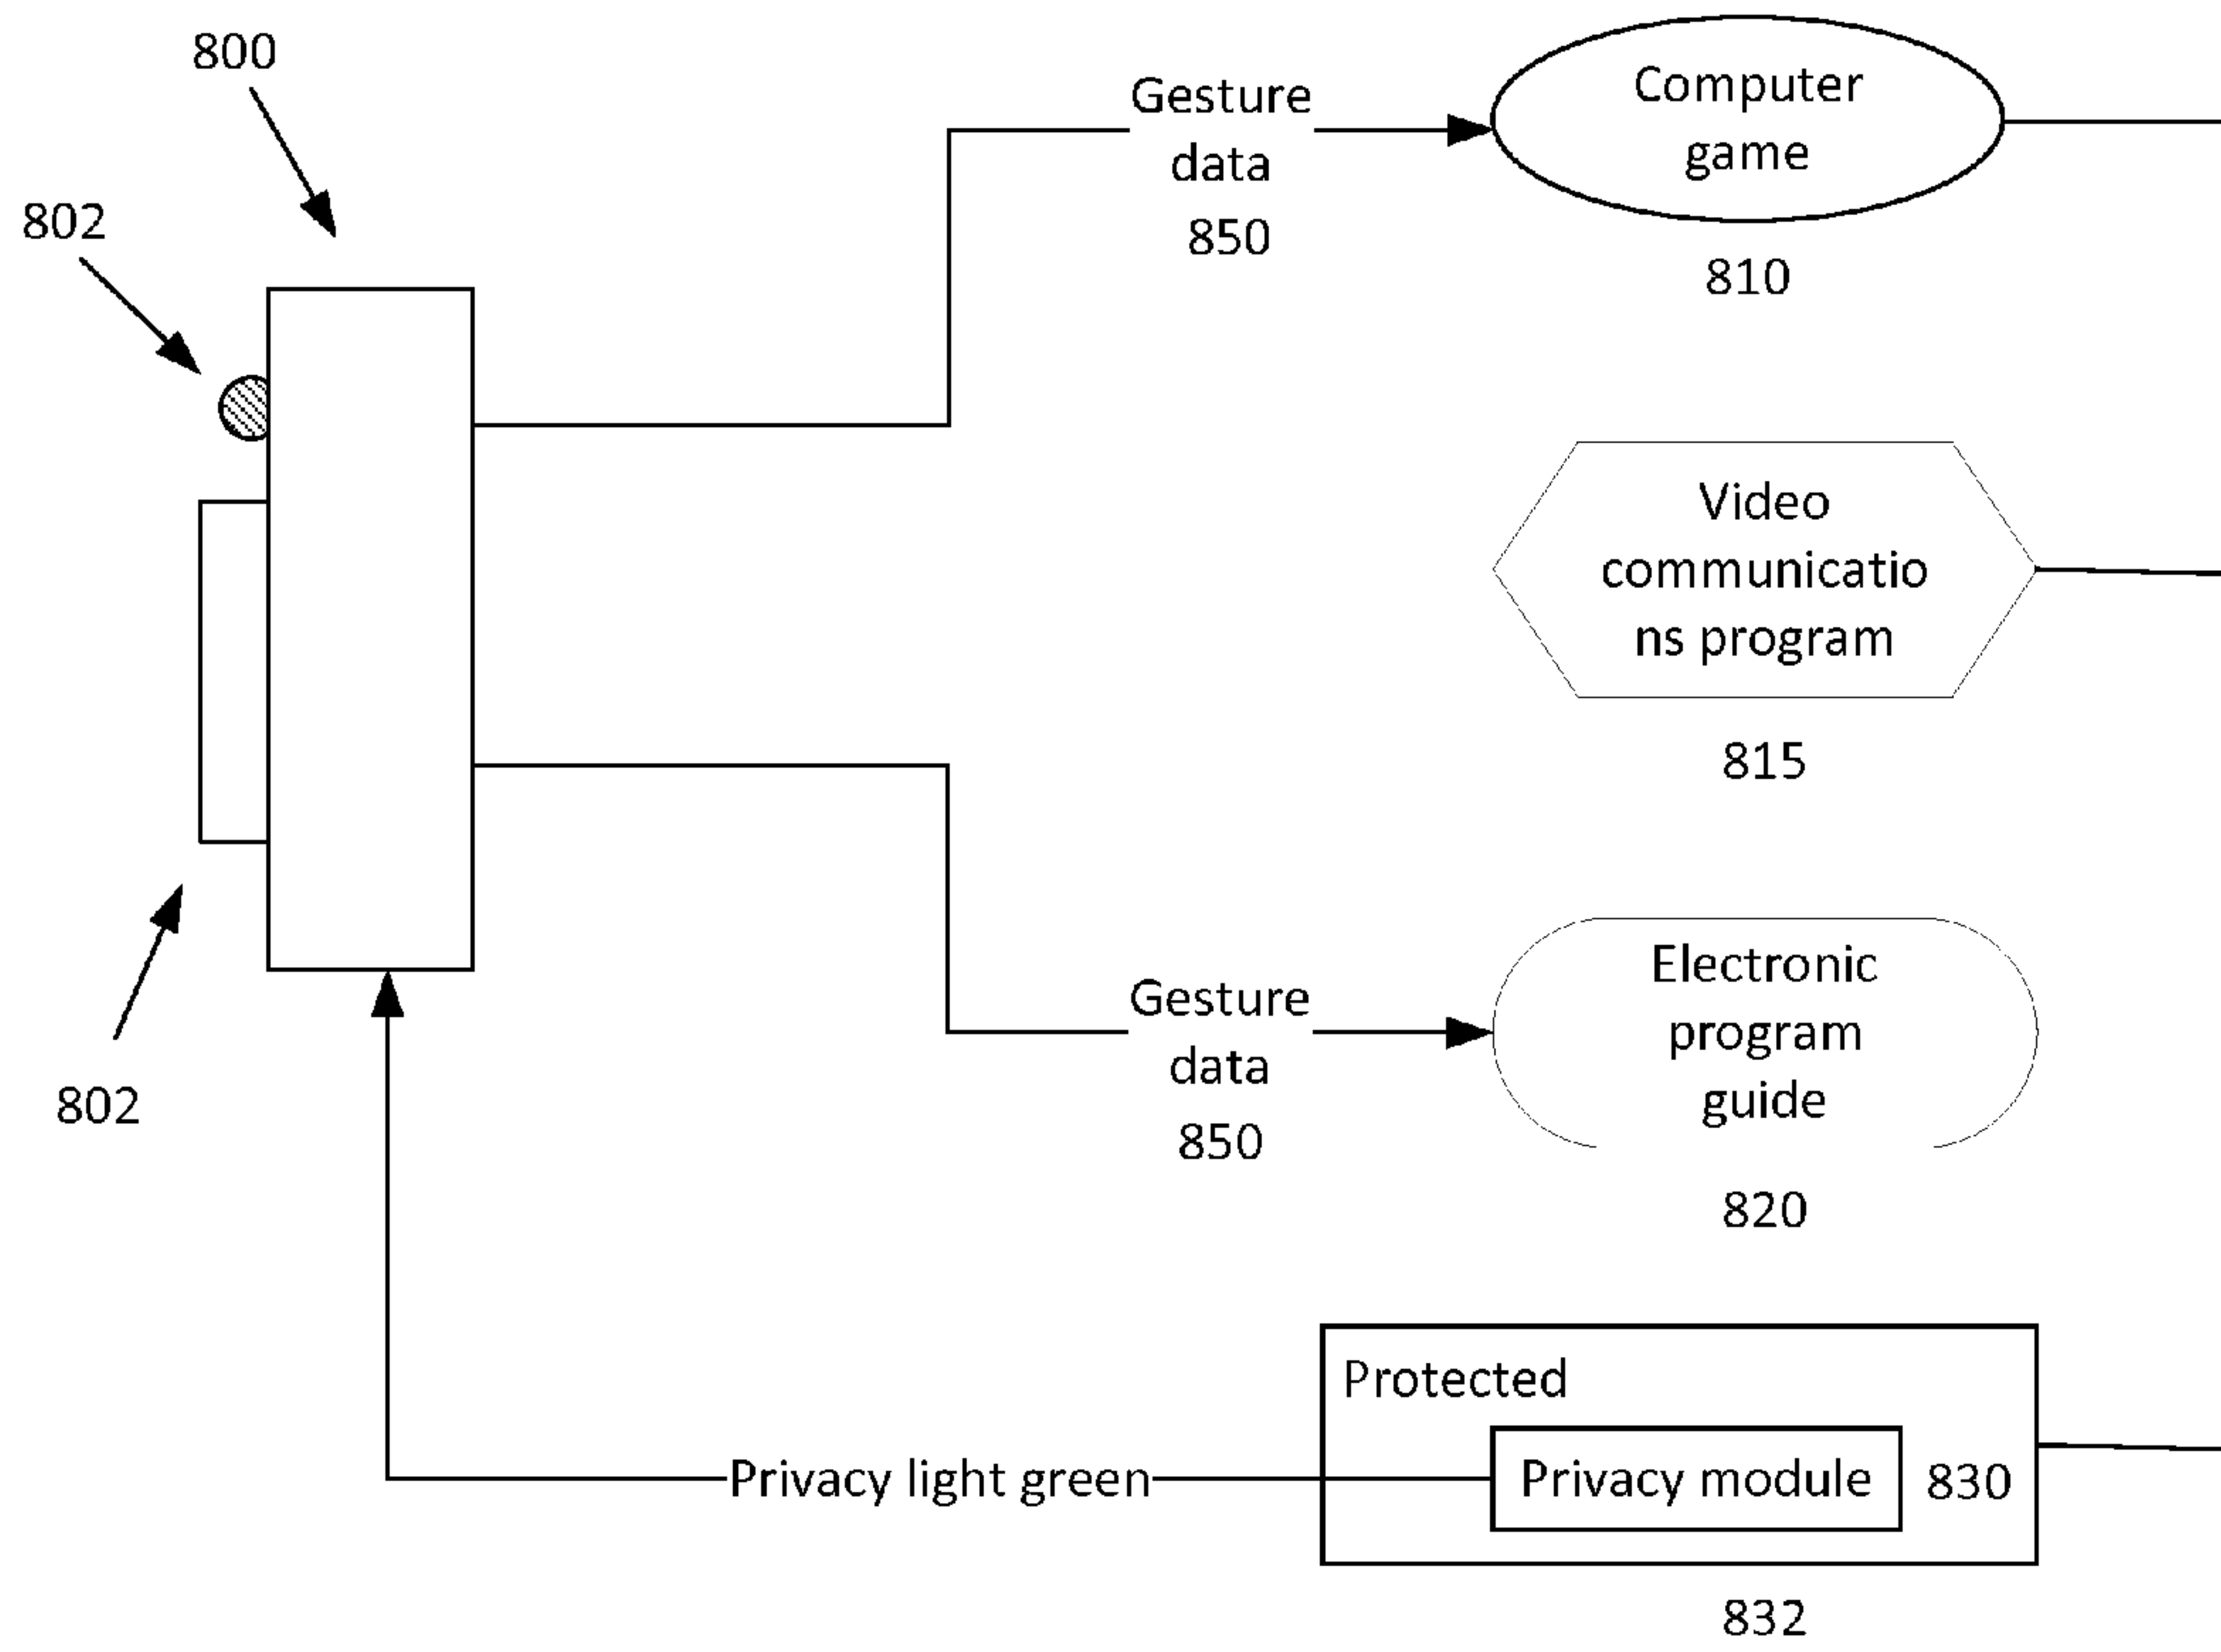 800
802
Gesture
data
850
Computer
game
810
Video
communicatio
ns program
815
802
Gesture
data
850
Electronic
program
guide
820
Protected
Privacy light green
Privacy module
830
832